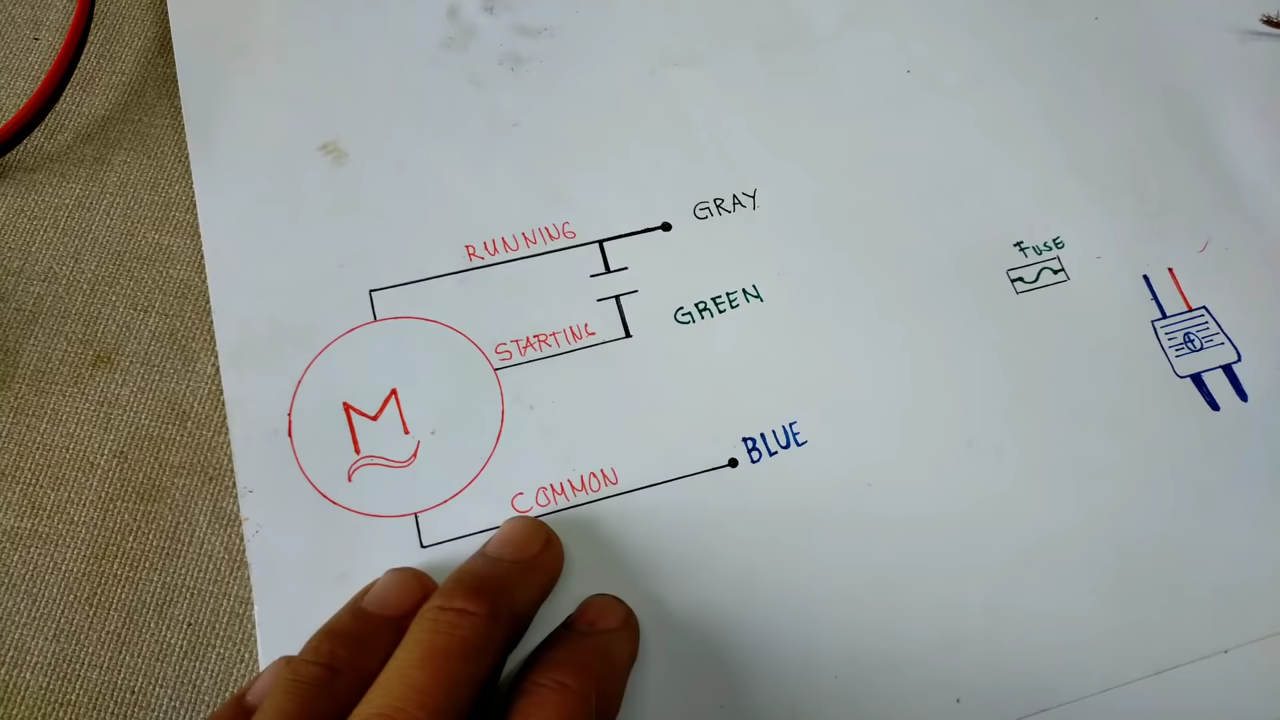 GRAY
RUNNING
FUSE
GREEN
STARTING
M
BLUE
COMMON